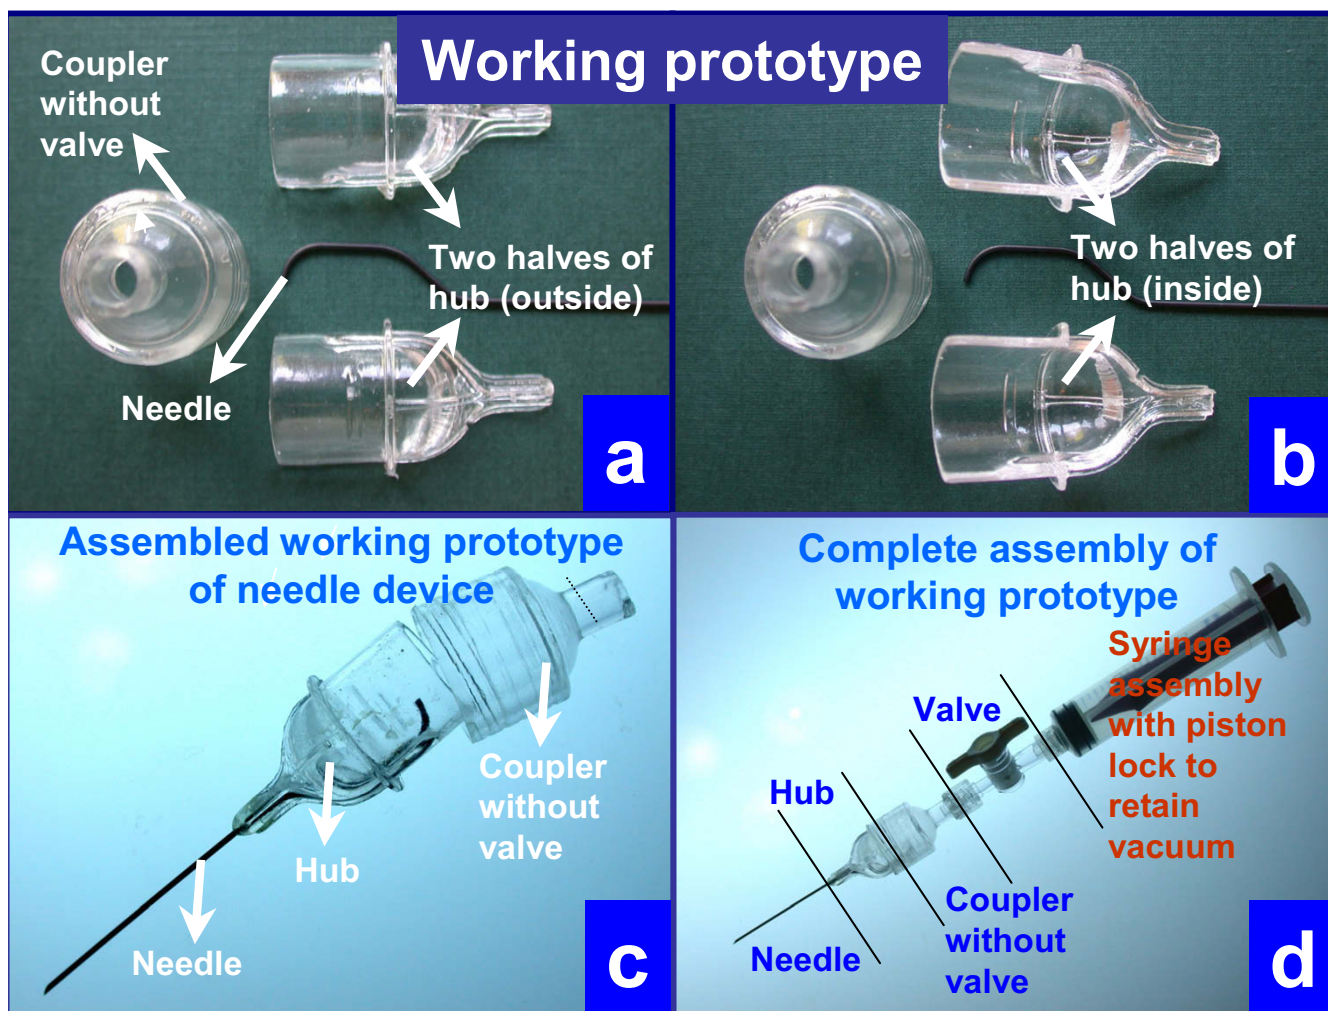 Working prototype
Coupler
without
valve
Two halves of
hub (outside)
Needle
a
Two halves of
hub (inside)
b
Assembled working prototype
of needle device
Coupler
without
valve
Hub
Needle
c
Complete assembly of
working prototype
Syringe
assembly
with piston
lock to
retain
vacuum
Valve
Hub
Coupler
without
valve
Needle
d